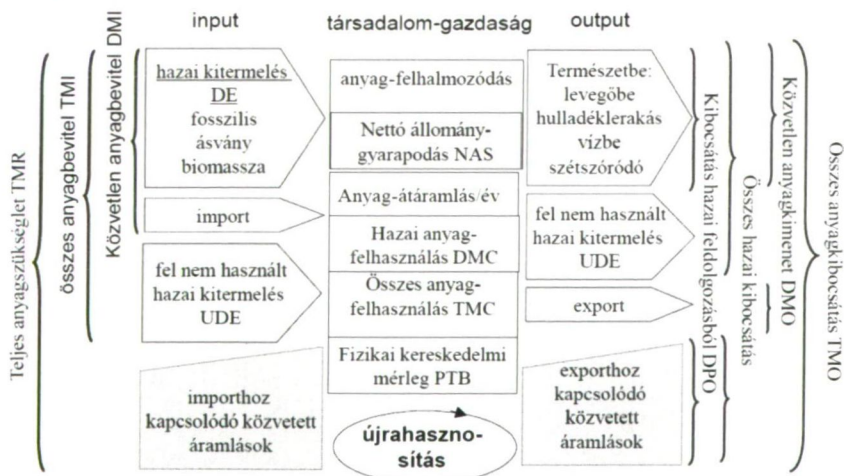 input
társadalom-gazdaság
output
Teljes anyagszükséglet TMR
összes anyagbevitel TMI
Közvetlen anyagbevitel DMI
hazai kitermelés
DE
fosszilis
ásvány
biomassza
import
fel nem használt
hazai kitermelés
UDE
importhoz
kapcsolódó közvetett
áramlások
anyag-felhalmozódás
Nettó állomány-
gyarapodás NAS
Anyag-átáramlás/év
Hazai anyag-
felhasználás DMC
Összes anyag-
felhasználás TMC
Fizikai kereskedelmi
mérleg PTB
újrahaszno-
sítás
Természetbe:
levegőbe
hulladéklerakás
vízbe
szétszóródó
fel nem használt
hazai kitermelés
UDE
export
exporthoz
kapcsolódó
közvetett
áramlások
Kibocsátás hazai feldolgozásból DPO
Összes hazai kibocsátás
Közvetlen anyagkimenet DMO
Összes anyagkibocsátás TMO